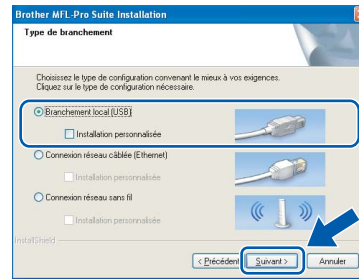 Brother MFL-Pro Suite Installation
Type de branchement
Choisissez le type de configuration convenant le mieux à vos exigences.
Cliquez sur le type de configuration nécessaire.
Branchement local (USB)
Installation personnalisée
Connexion réseau câblée (Ethernet)
Installation personnalisée
Connexion réseau sans fil
Installation personnalisée
InstallShield
< Précédent Suivant > Annuler